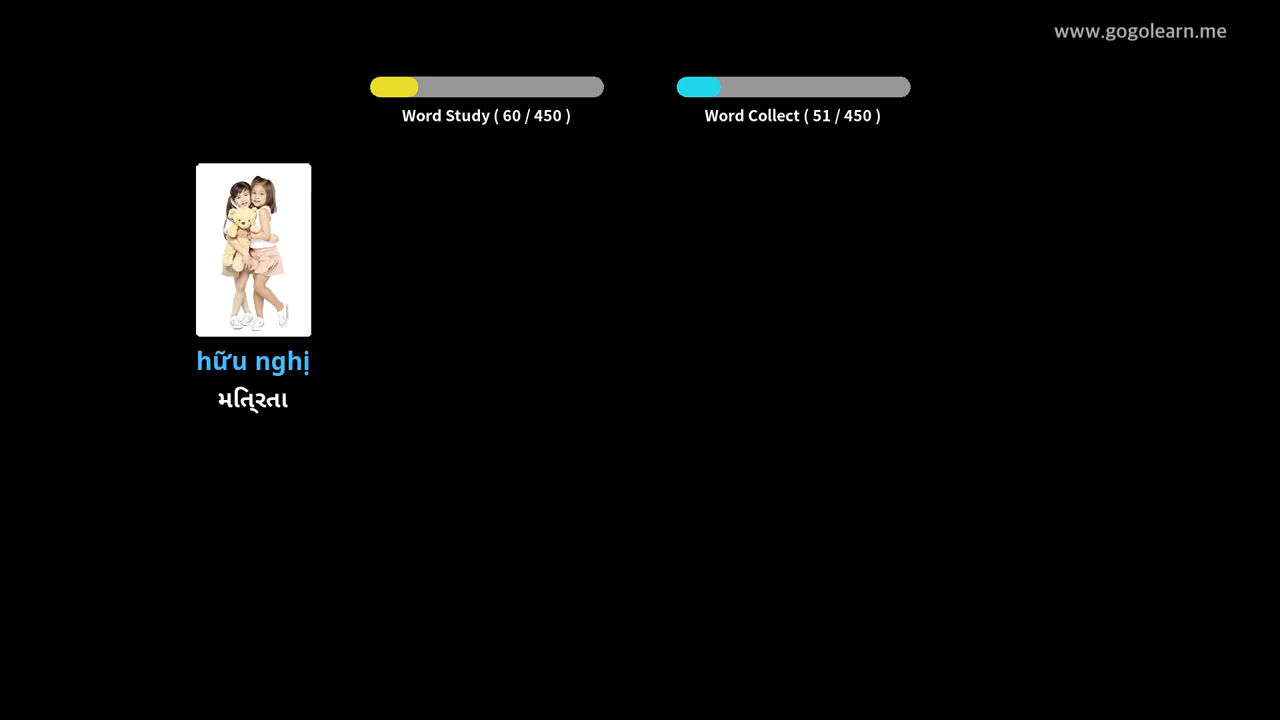 www.gogolearn.me
Word Study ( 60 / 450 )
Word Collect ( 51 / 450 )
hữu nghị
મિત્રતા